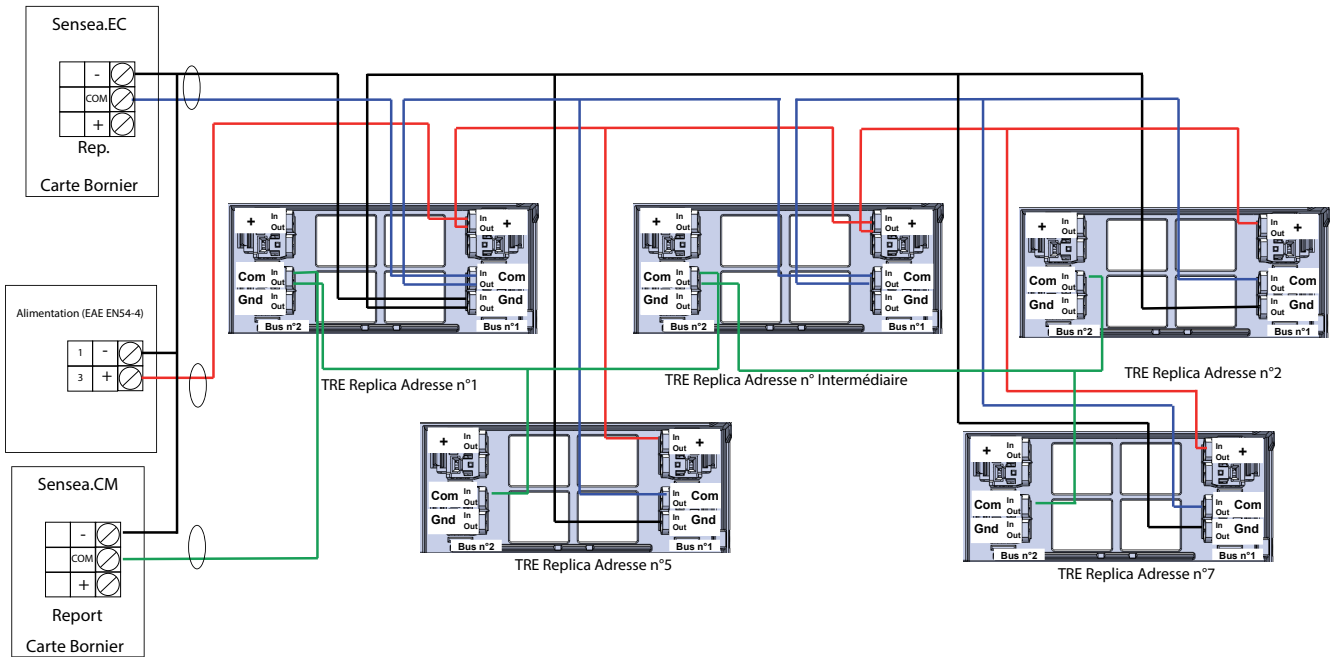 Sensea.EC
-
COM
+
Rep.
Carte Bornier
Alimentation (EAE EN54-4)
1 -
3 +
Sensea.CM
-
COM
+
Report
Carte Bornier
+ In Out
In Out +
Com In Out
In Out Com
Gnd In Out
In Out Gnd
Bus n°2
Bus n°1
TRE Replica Adresse n°1
+ In Out
In Out +
Com In Out
In Out Com
Gnd In Out
In Out Gnd
Bus n°2
Bus n°1
TRE Replica Adresse n° Intermédiaire
+ In Out
In Out +
Com In Out
In Out Com
Gnd In Out
In Out Gnd
Bus n°2
Bus n°1
TRE Replica Adresse n°2
+ In Out
In Out +
Com In Out
In Out Com
Gnd In Out
In Out Gnd
Bus n°2
Bus n°1
TRE Replica Adresse n°5
+ In Out
In Out +
Com In Out
In Out Com
Gnd In Out
In Out Gnd
Bus n°2
Bus n°1
TRE Replica Adresse n°7